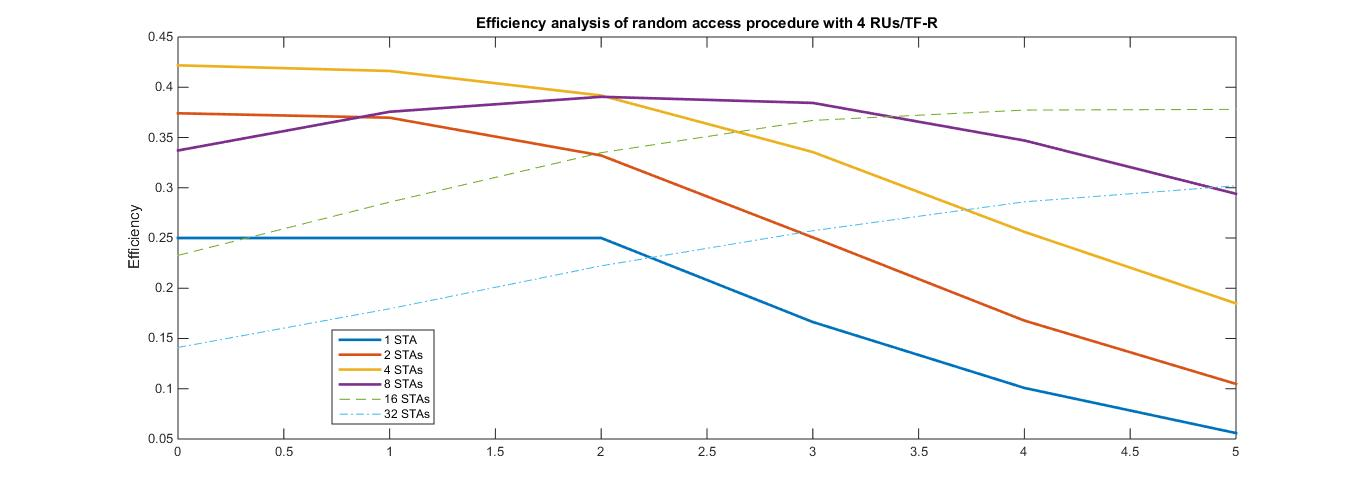 Efficiency analysis of random access procedure with 4 RUs/TF-R
0.45
0.4
0.35
0.3
0.25
0.2
0.15
0.1
0.05
Efficiency
1 STA
2 STAs
4 STAs
8 STAs
16 STAs
32 STAs
0 0.5 1 1.5 2 2.5 3 3.5 4 4.5 5